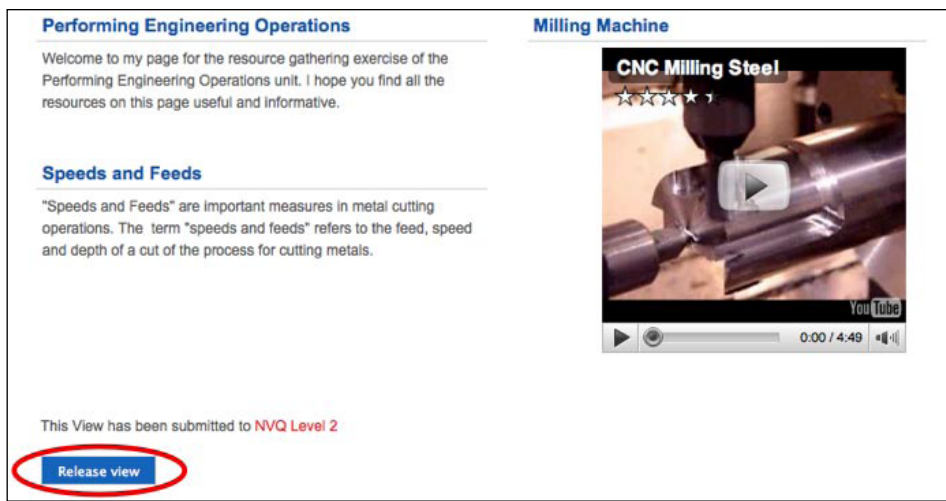 Performing Engineering Operations
Welcome to my page for the resource gathering exercise of the
Performing Engineering Operations unit. I hope you find all the
resources on this page useful and informative.
Speeds and Feeds
"Speeds and Feeds" are important measures in metal cutting
operations. The term "speeds and feeds" refers to the feed, speed
and depth of a cut of the process for cutting metals.
Milling Machine
CNC Milling Steel
YouTube
0:00 / 4:49
This View has been submitted to NVQ Level 2
Release view